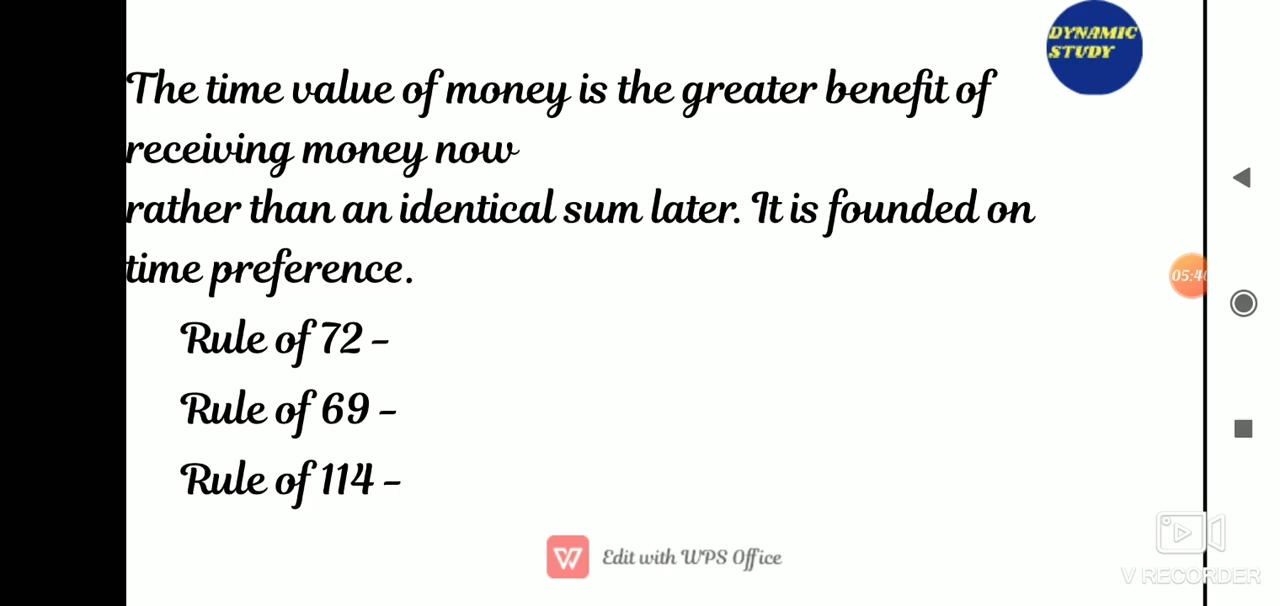 DYNAMIC
STUDY
The time value of money is the greater benefit of
receiving money now
rather than an identical sum later. It is founded on
time preference.
05:40
Rule of 72 –
Rule of 69 –
Rule of 114 –
Edit with WPS Office
V RECORDER